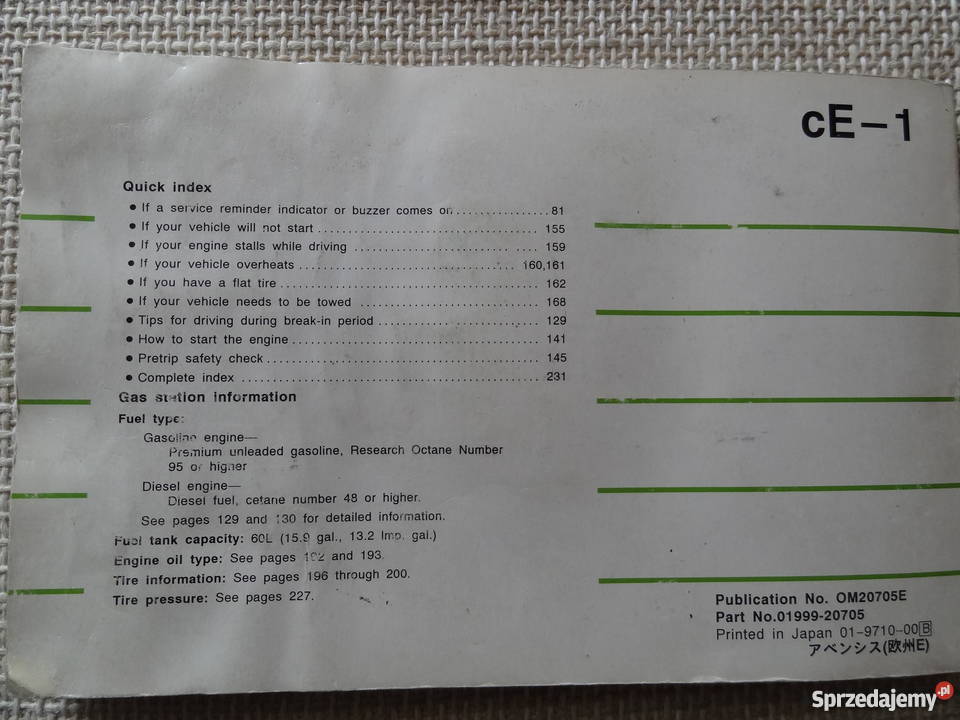 cE-1
Quick index
• If a service reminder indicator or buzzer comes on................81
• If your vehicle will not start..................................... 155
• If your engine stalls while driving .... ... 159
• If your vehicle overheats.................................... 160,161
• If you have a flat tire............................................ 162
• If your vehicle needs to be towed .............................. 168
• Tips for driving during break-in period........................... 129
• How to start the engine.......................................... 141
• Pretrip safety check.............................................. 145
• Complete index .................................................. 231
Gas station information
Fuel type:
Gasoline engine—
Premium unleaded gasoline, Research Octane Number
95 or higher
Diesel engine—
Diesel fuel, cetane number 48 or higher.
See pages 129 and 130 for detailed information.
Fuel tank capacity: 60L (15.9 gal., 13.2 Imp. gal.)
Engine oil type: See pages 192 and 193.
Tire information: See pages 196 through 200.
Tire pressure: See pages 227.
Publication No. OM20705E
Part No.01999-20705
Printed in Japan 01-9710-00 B
アベンシス(欧州E)
Sprzedajemy.pl